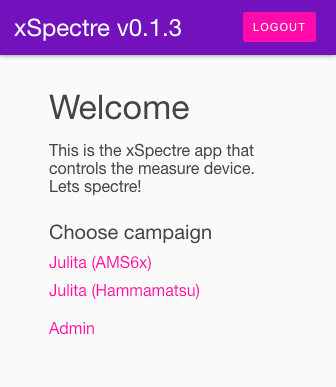 xSpectre v0.1.3
LOGOUT
Welcome
This is the xSpectre app that
controls the measure device.
Lets spectre!
Choose campaign
Julita (AMS6x)
Julita (Hammamatsu)
Admin